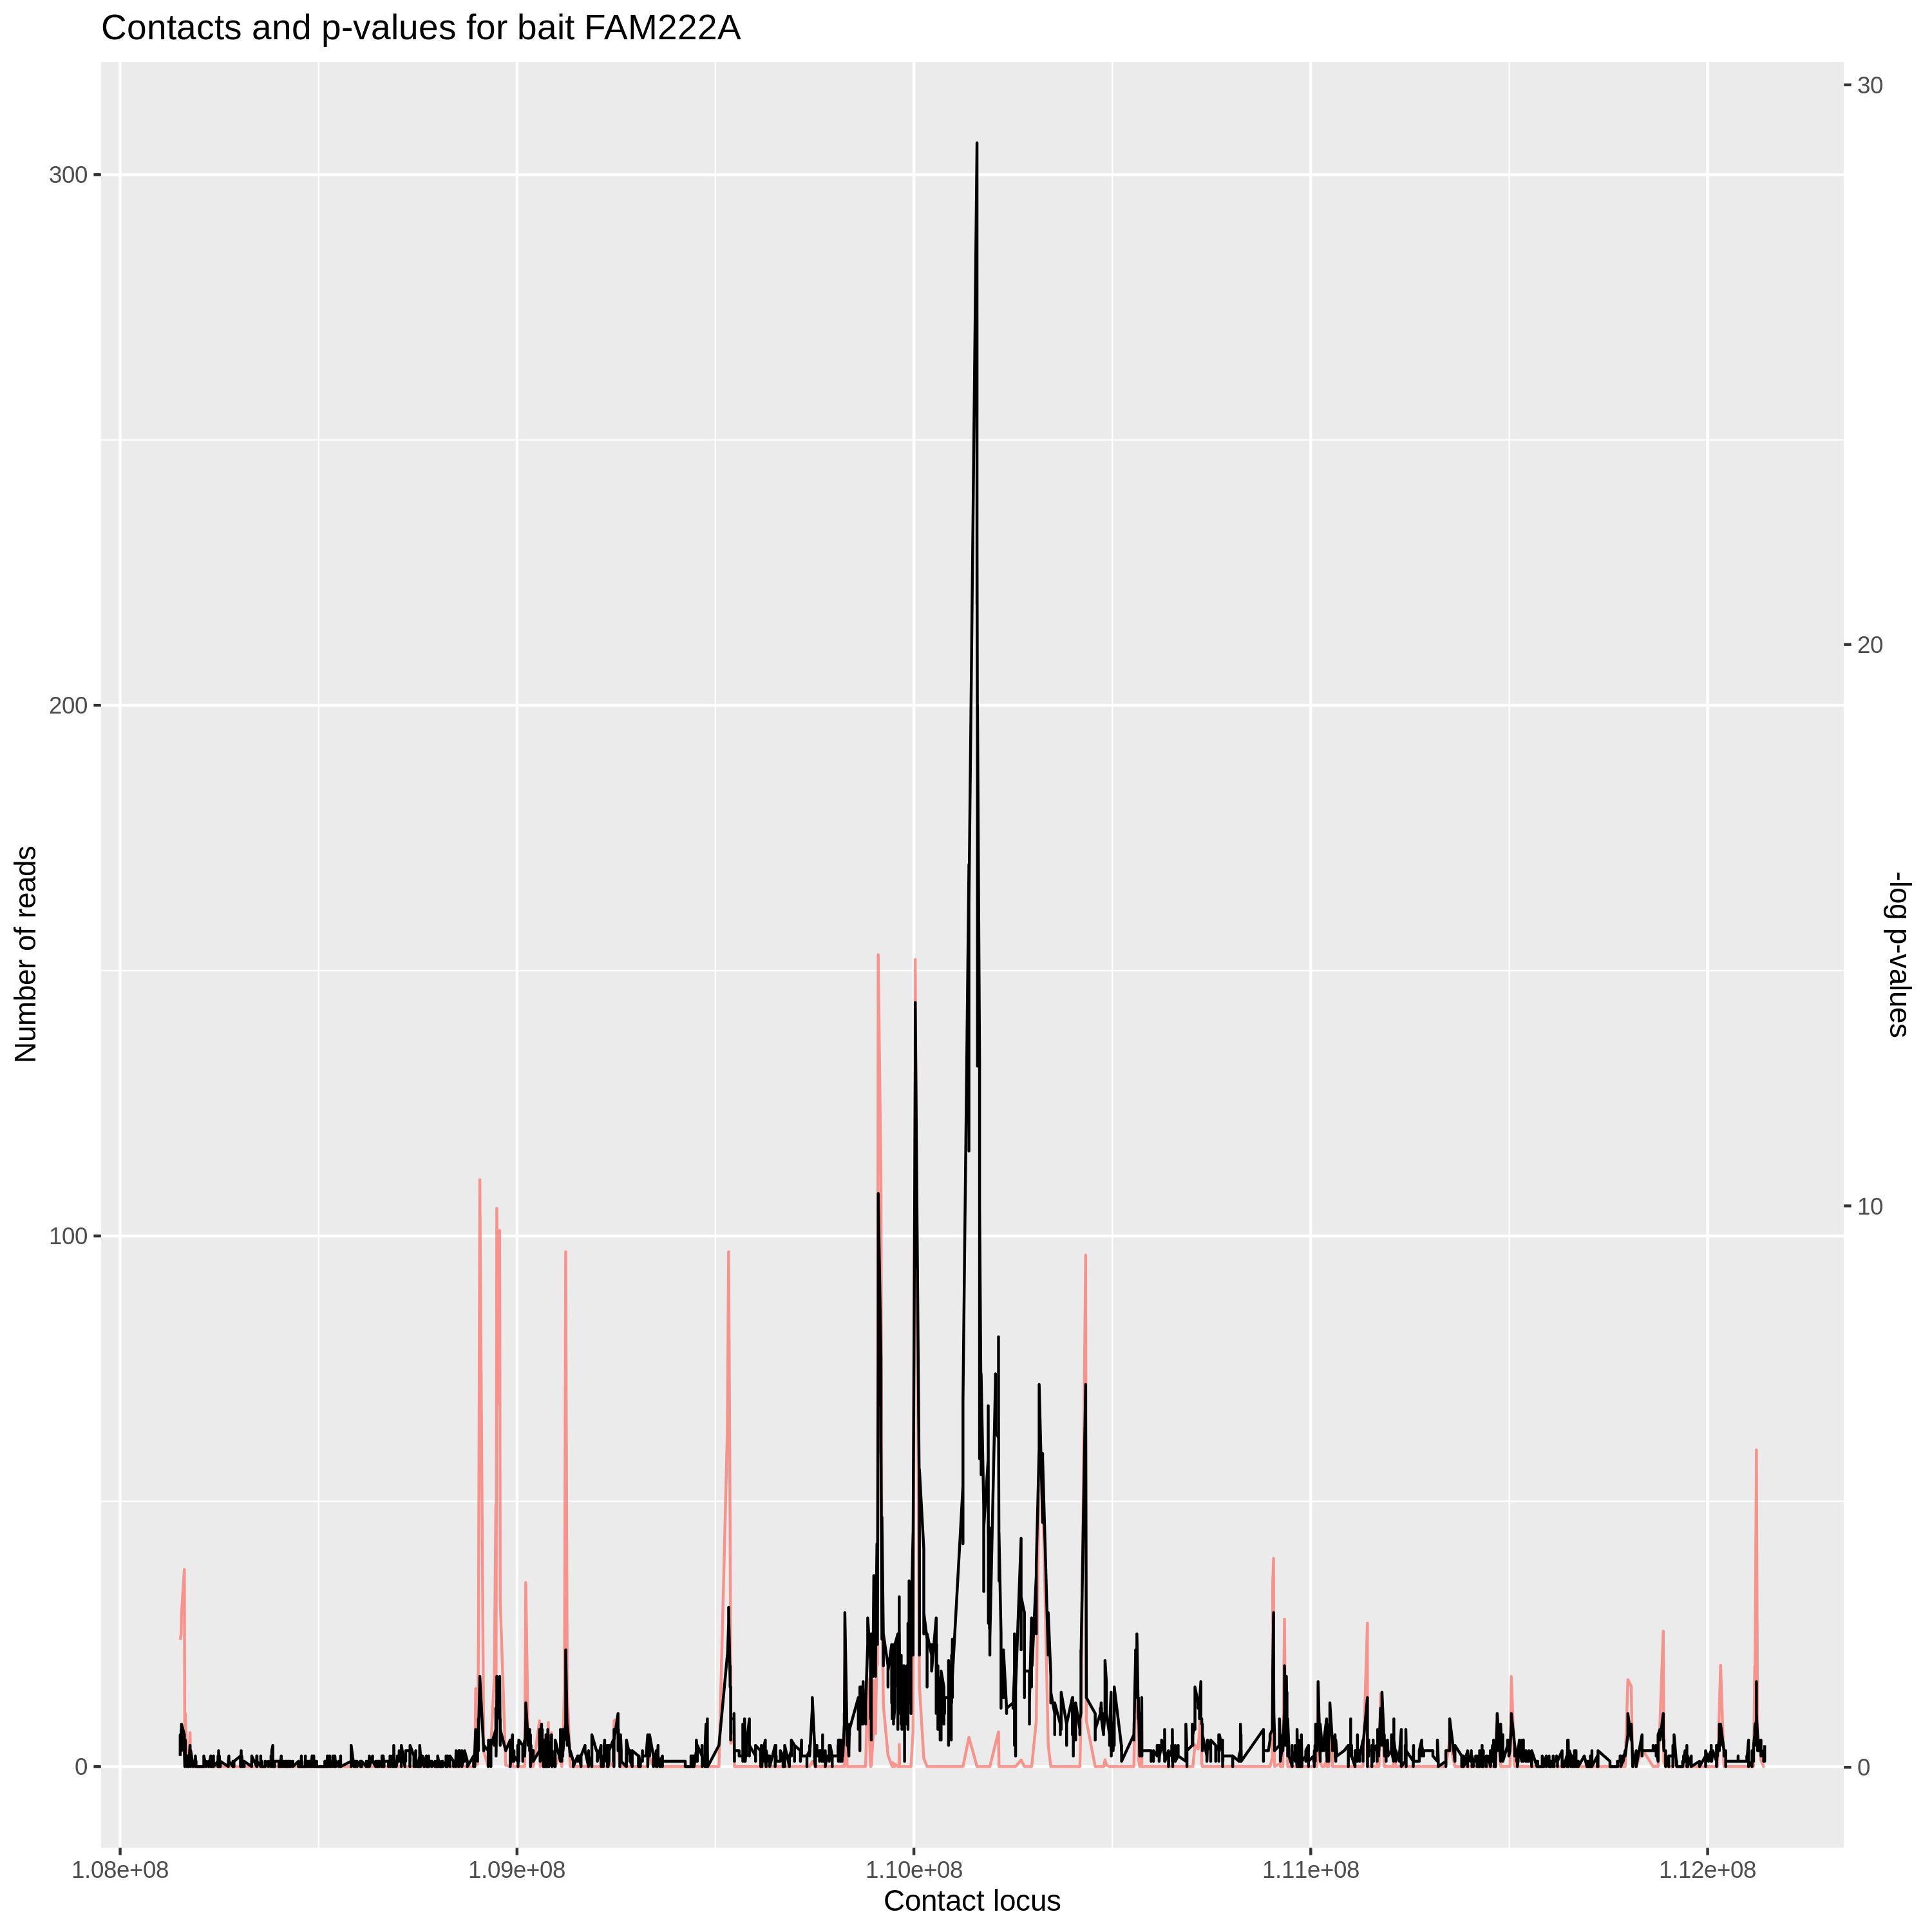 Contacts and p-values for bait FAM222A
30
300
20
200
Number of reads
-log p-values
10
100
0
0
1.08e+08
1.09e+08
1.10e+08
1.11e+08
1.12e+08
Contact locus